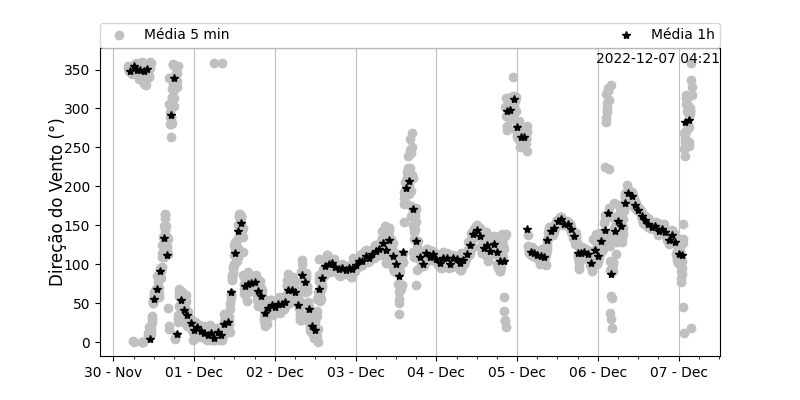 Média 5 min
Média 1h
2022-12-07 04:21
Direção do Vento (°)
350
300
250
200
150
100
50
0
30 - Nov
01 - Dec
02 - Dec
03 - Dec
04 - Dec
05 - Dec
06 - Dec
07 - Dec